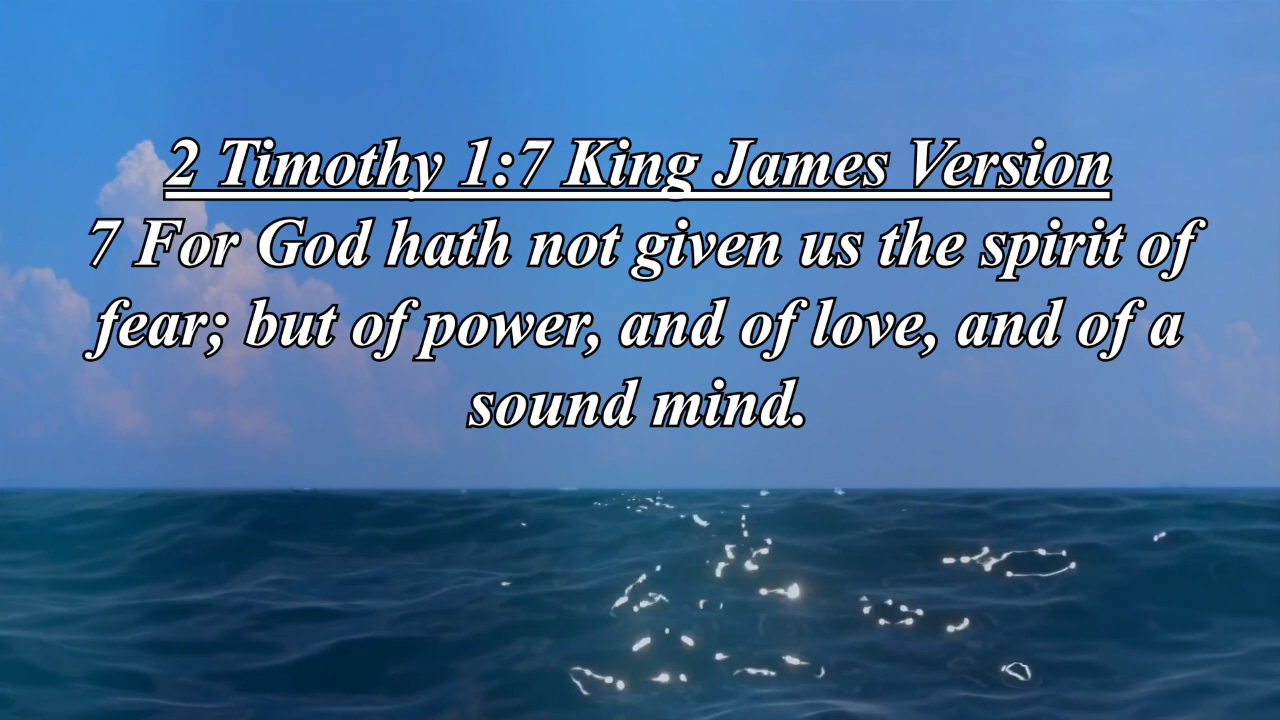 2 Timothy 1:7 King James Version
7 For God hath not given us the spirit of
fear; but of power, and of love, and of a
sound mind.